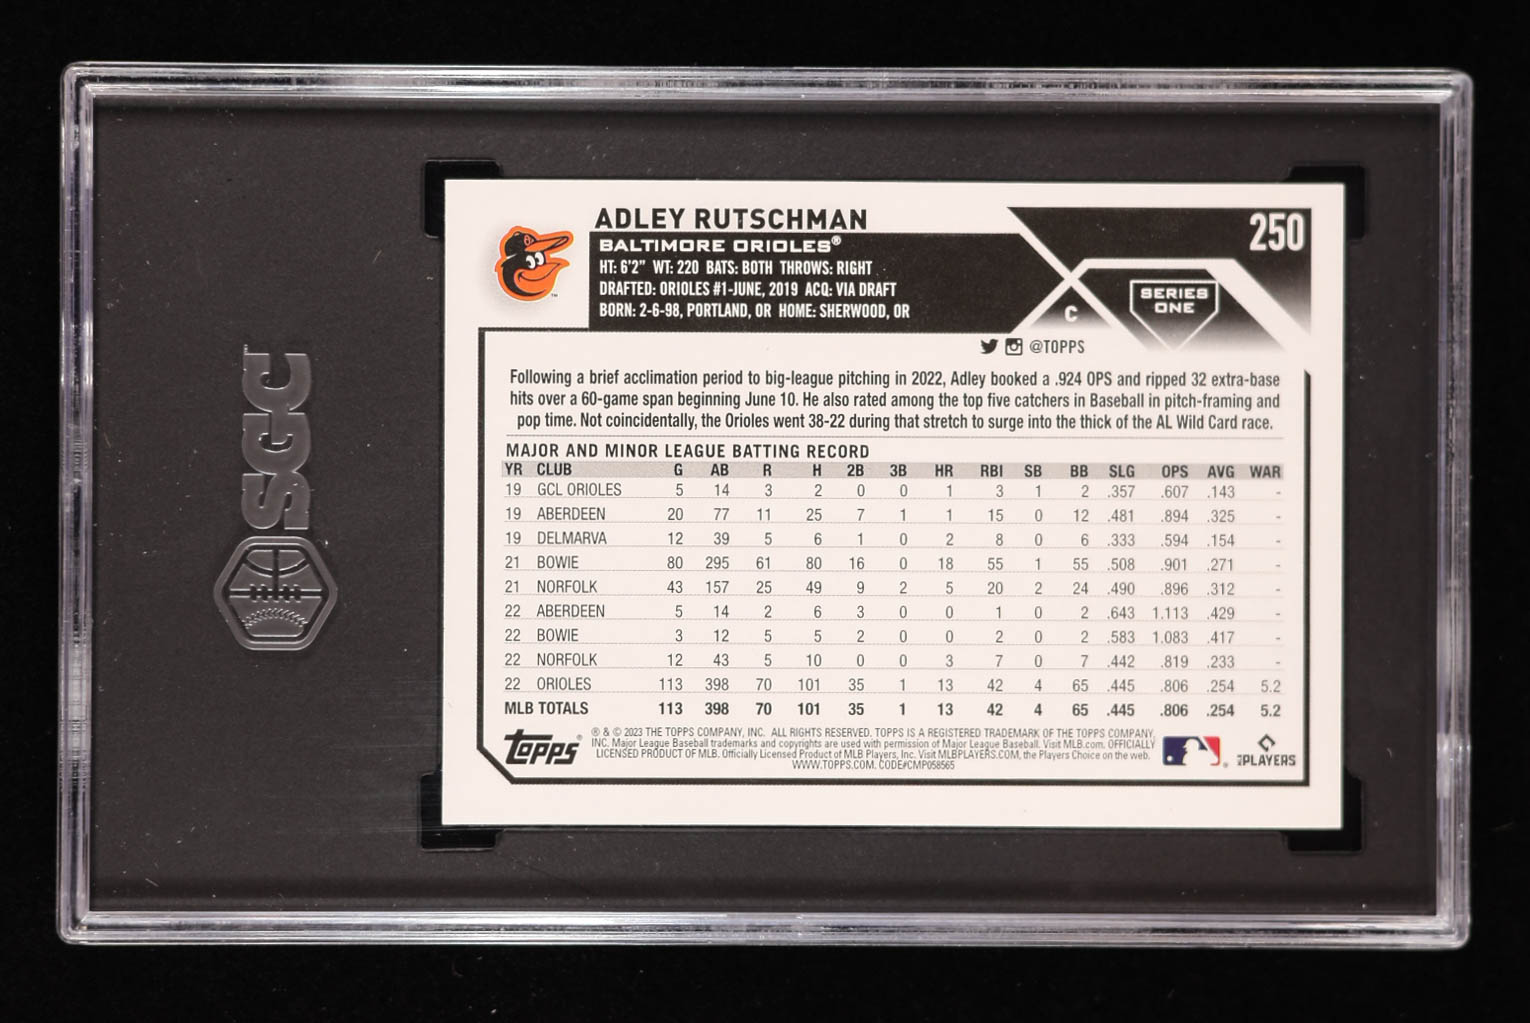 SGC
ADLEY RUTSCHMAN
250
BALTIMORE ORIOLES®
HT: 6'2" WT: 220 BATS: BOTH THROWS: RIGHT
DRAFTED: ORIOLES #1-JUNE, 2019 ACQ: VIA DRAFT
BORN: 2-6-98, PORTLAND, OR HOME: SHERWOOD, OR
C
SERIES
ONE
@TOPPS
Following a brief acclimation period to big-league pitching in 2022, Adley booked a .924 OPS and ripped 32 extra-base
hits over a 60-game span beginning June 10. He also rated among the top five catchers in Baseball in pitch-framing and
pop time. Not coincidentally, the Orioles went 38-22 during that stretch to surge into the thick of the AL Wild Card race.
MAJOR AND MINOR LEAGUE BATTING RECORD
YR CLUB G AB R H 2B 3B HR RBI SB BB SLG OPS AVG WAR
19 GCL ORIOLES 5 14 3 2 0 0 1 3 1 2 .357 .607 .143 -
19 ABERDEEN 20 77 11 25 7 1 1 15 0 12 .481 .894 .325 -
19 DELMARVA 12 39 5 6 1 0 2 8 0 6 .333 .594 .154 -
21 BOWIE 80 295 61 80 16 0 18 55 1 55 .508 .901 .271 -
21 NORFOLK 43 157 25 49 9 2 5 20 2 24 .490 .896 .312 -
22 ABERDEEN 5 14 2 6 3 0 0 1 0 2 .643 1.113 .429 -
22 BOWIE 3 12 5 5 2 0 0 2 0 2 .583 1.083 .417 -
22 NORFOLK 12 43 5 10 0 0 3 7 0 7 .442 .819 .233 -
22 ORIOLES 113 398 70 101 35 1 13 42 4 65 .445 .806 .254 5.2
MLB TOTALS 113 398 70 101 35 1 13 42 4 65 .445 .806 .254 5.2
Topps®
® & © 2023 THE TOPPS COMPANY, INC. ALL RIGHTS RESERVED. TOPPS IS A REGISTERED TRADEMARK OF THE TOPPS COMPANY,
INC. Major League Baseball trademarks and copyrights are used with permission of Major League Baseball. Visit MLB.com. OFFICIALLY
LICENSED PRODUCT OF MLB. Officially Licensed Product of MLB Players, Inc. Visit MLBPLAYERS.COM, the Players Choice on the web.
WWW.TOPPS.COM. CODE#CMP058565
MLB PLAYERS